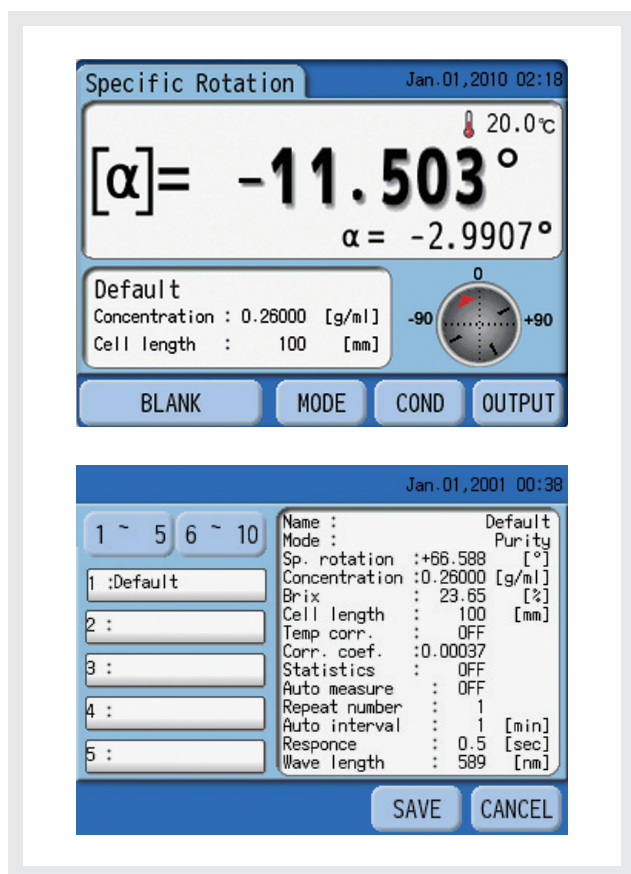 Specific Rotation Jan.01,2010 02:18
20.0℃
[α]= -11.503°
α= -2.9907°
Default
Concentration : 0.26000 [g/ml]
Cell length : 100 [mm]
0
-90 +90
BLANK MODE COND OUTPUT
Jan.01,2001 00:38
1 ~ 5 6 ~ 10
1 :Default
2 :
3 :
4 :
5 :
Name : Default
Mode : Purity
Sp. rotation :+66.588 [°]
Concentration :0.26000 [g/ml]
Brix : 23.65 [%]
Cell length : 100 [mm]
Temp corr. : OFF
Corr. coef. :0.00037
Statistics : OFF
Auto measure : OFF
Repeat number : 1
Auto interval : 1 [min]
Responce : 0.5 [sec]
Wave length : 589 [nm]
SAVE CANCEL